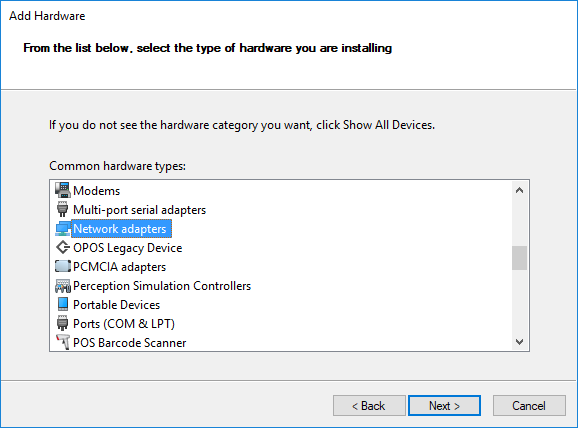 Add Hardware
From the list below, select the type of hardware you are installing
If you do not see the hardware category you want, click Show All Devices.
Common hardware types:
Modems
Multi-port serial adapters
Network adapters
OPOS Legacy Device
PCMCIA adapters
Perception Simulation Controllers
Portable Devices
Ports (COM & LPT)
POS Barcode Scanner
< Back Next > Cancel